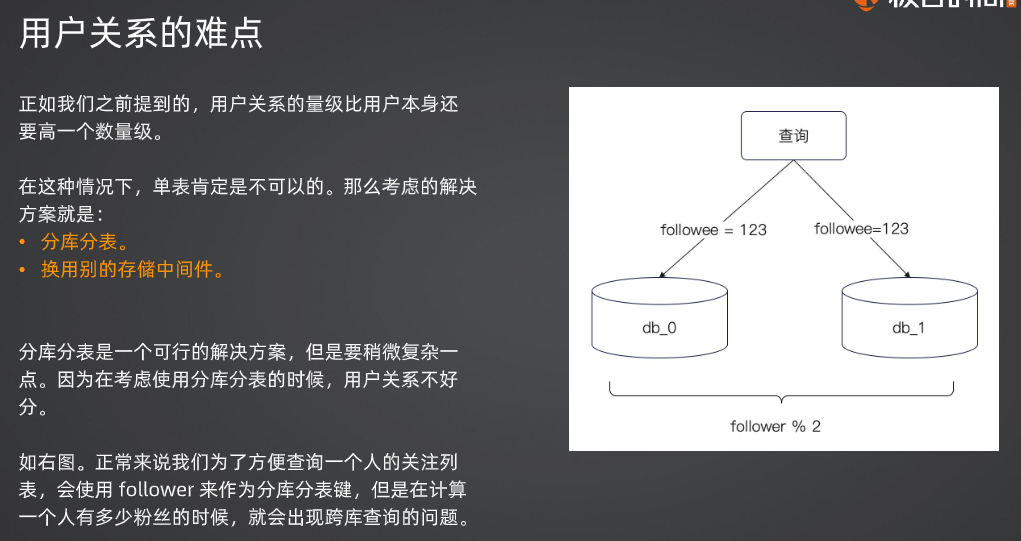 用户关系的难点
正如我们之前提到的，用户关系的量级比用户本身还
要高一个数量级。
在这种情况下，单表肯定是不可以的。那么考虑的解决
方案就是：
• 分库分表。
• 换用别的存储中间件。
分库分表是一个可行的解决方案，但是要稍微复杂一
点。因为在考虑使用分库分表的时候，用户关系不好
分。
如右图。正常来说我们为了方便查询一个人的关注列
表，会使用 follower 来作为分库分表键，但是在计算
一个人有多少粉丝的时候，就会出现跨库查询的问题。
查询
followee = 123
followee=123
db_0
db_1
follower % 2